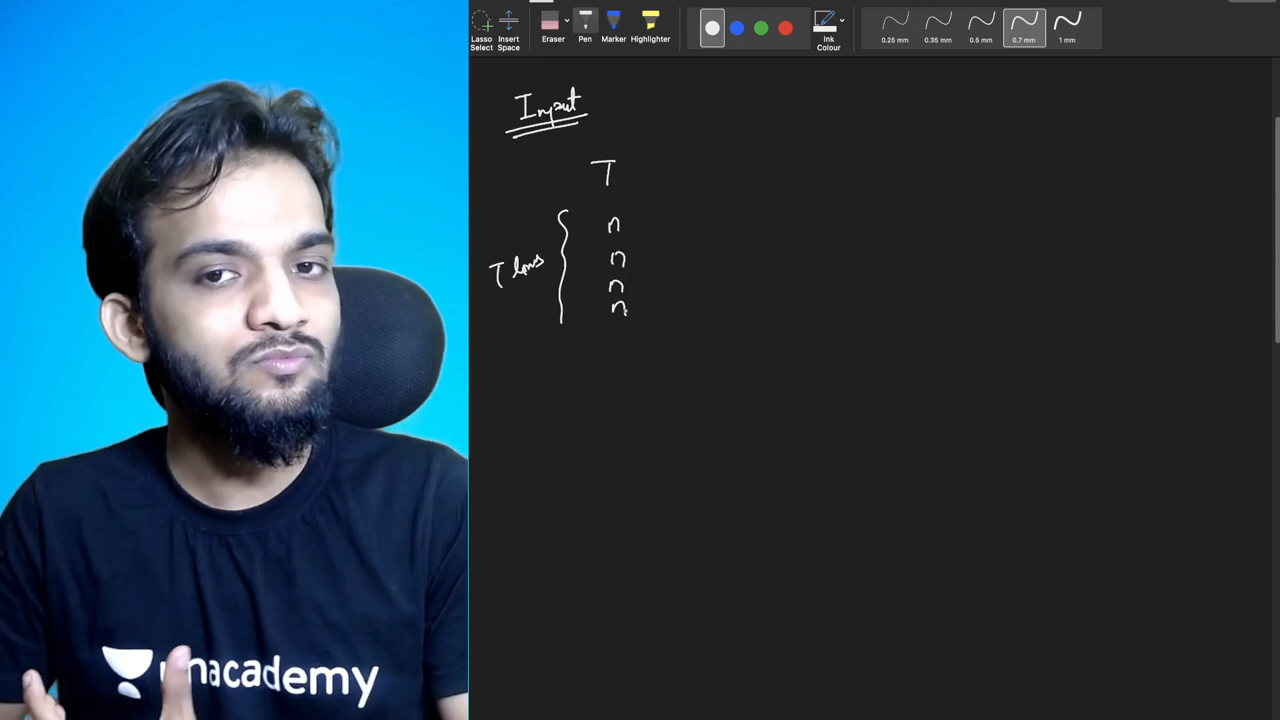 Lasso Select
Insert Space
Eraser
Pen
Marker
Highlighter
Ink Colour
0.25 mm
0.35 mm
0.5 mm
0.7 mm
1 mm
Input
T
n
T lines
n
n
n
unacademy